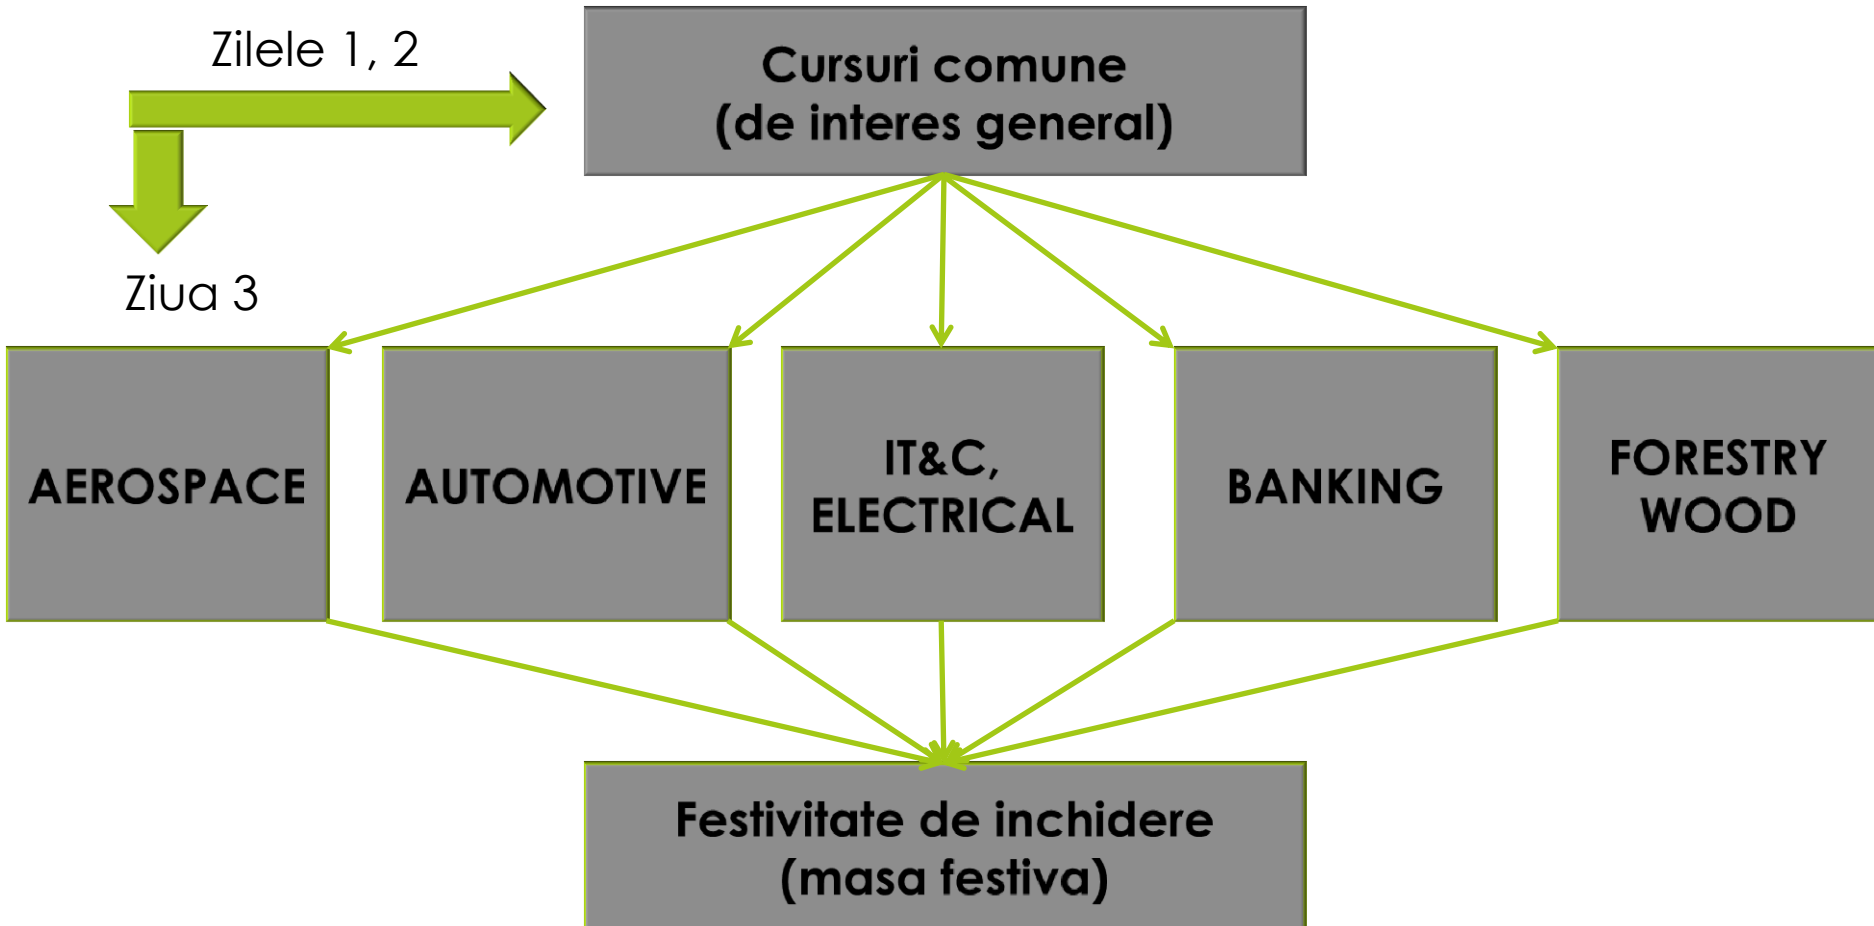 Zilele 1, 2
Cursuri comune
(de interes general)
Ziua 3
AEROSPACE
AUTOMOTIVE
IT&C,
ELECTRICAL
BANKING
FORESTRY
WOOD
Festivitate de inchidere
(masa festiva)